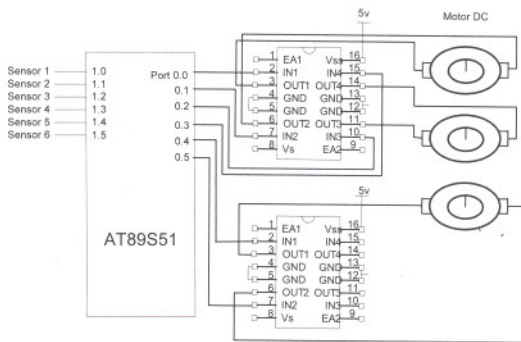 5v
Motor DC
Sensor 1 1.0 Port 0.0
Sensor 2 1.1 0.1
Sensor 3 1.2 0.2
Sensor 4 1.3 0.3
Sensor 5 1.4 0.4
Sensor 6 1.5 0.5
AT89S51
1 EA1 Vss 16
2 IN1 IN4 15
3 OUT1 OUT4 14
4 GND GND 13
5 GND GND 12
6 OUT2 OUT3 11
7 IN2 IN3 10
8 Vs EA2 9
5v
1 EA1 Vss 16
2 IN1 IN4 15
3 OUT1 OUT4 14
4 GND GND 13
5 GND GND 12
6 OUT2 OUT3 11
7 IN2 IN3 10
8 Vs EA2 9